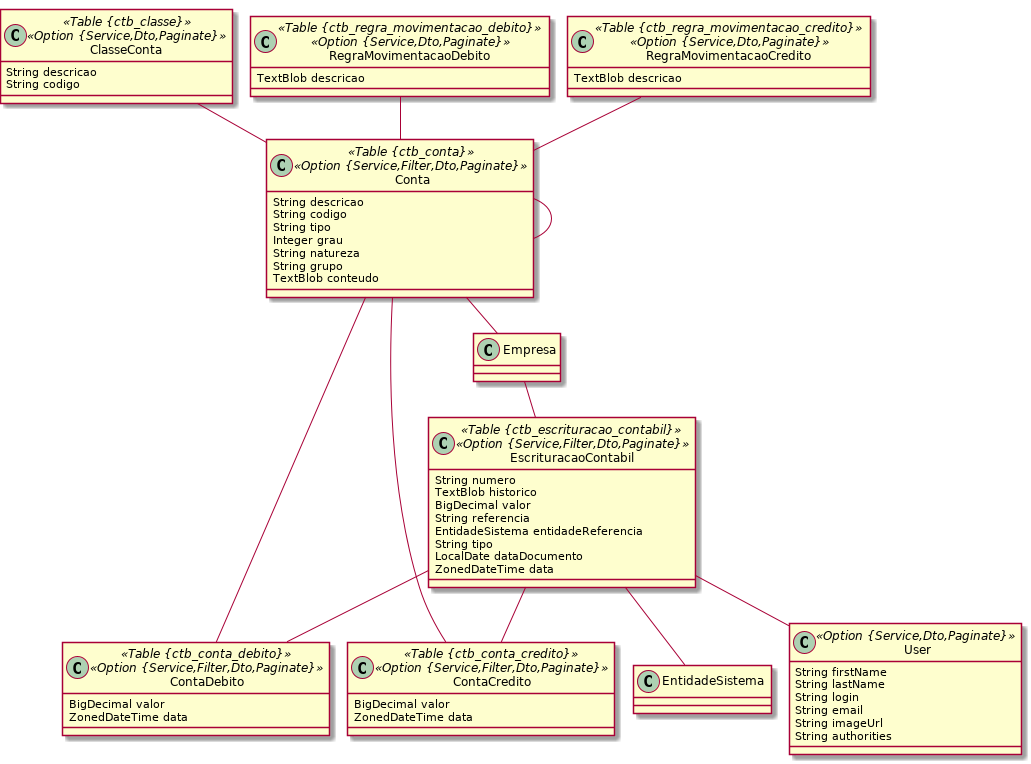 «Table {ctb_classe}»
«Option {Service,Dto,Paginate}»
C
ClasseConta
String descricao
String codigo
«Table {ctb_regra_movimentacao_debito}»
«Option {Service,Dto,Paginate}»
C
RegraMovimentacaoDebito
TextBlob descricao
«Table {ctb_regra_movimentacao_credito}»
«Option {Service,Dto,Paginate}»
C
RegraMovimentacaoCredito
TextBlob descricao
«Table {ctb_conta}»
«Option {Service,Filter,Dto,Paginate}»
C
Conta
String descricao
String codigo
String tipo
Integer grau
String natureza
String grupo
TextBlob conteudo
C Empresa
«Table {ctb_escrituracao_contabil}»
«Option {Service,Filter,Dto,Paginate}»
C
EscrituracaoContabil
String numero
TextBlob historico
BigDecimal valor
String referencia
EntidadeSistema entidadeReferencia
String tipo
LocalDate dataDocumento
ZonedDateTime data
«Table {ctb_conta_debito}»
«Option {Service,Filter,Dto,Paginate}»
C
ContaDebito
BigDecimal valor
ZonedDateTime data
«Table {ctb_conta_credito}»
«Option {Service,Filter,Dto,Paginate}»
C
ContaCredito
BigDecimal valor
ZonedDateTime data
C EntidadeSistema
«Option {Service,Dto,Paginate}»
C
User
String firstName
String lastName
String login
String email
String imageUrl
String authorities